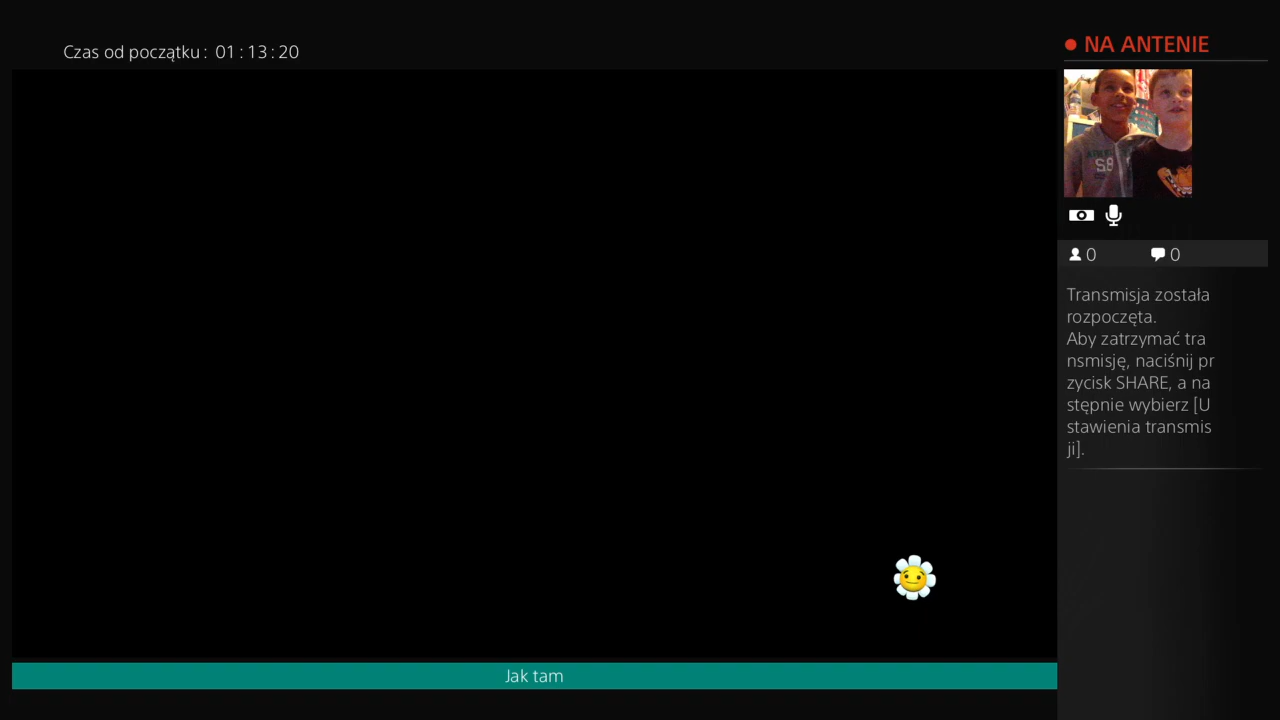 Czas od początku : 01 : 13 : 20
NA ANTENIE
S8
0 0
Transmisja została
rozpoczęta.
Aby zatrzymać tra
nsmisję, naciśnij pr
zycisk SHARE, a na
stępnie wybierz [U
stawienia transmis
ji].
Jak tam